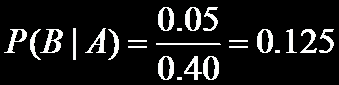 P(B | A) = 0.05 / 0.40 = 0.125